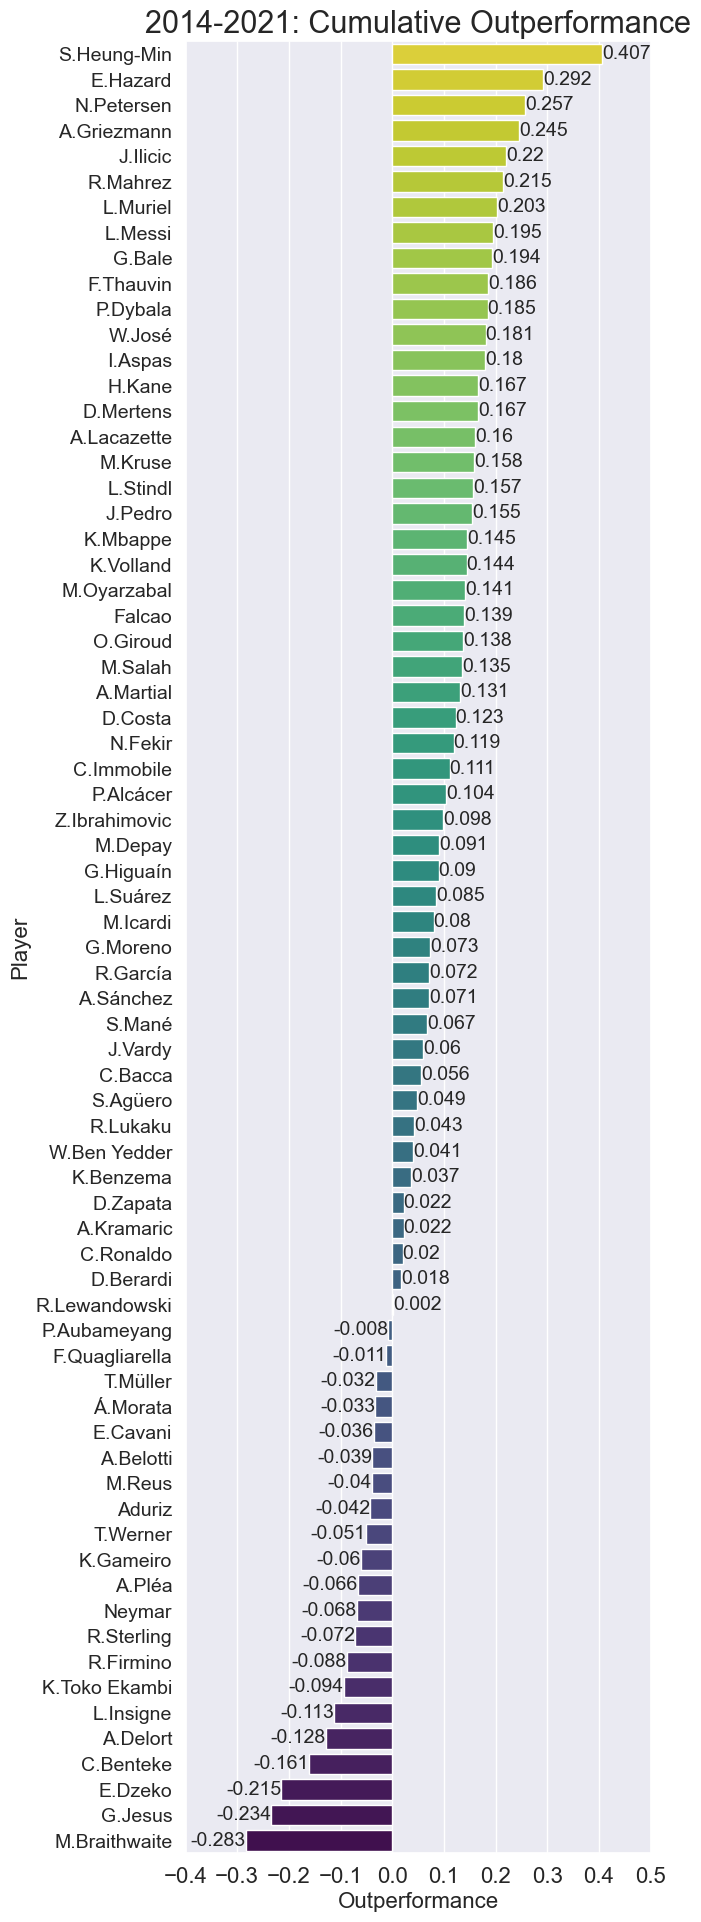 2014-2021: Cumulative Outperformance
S.Heung-Min 0.407
E.Hazard 0.292
N.Petersen 0.257
A.Griezmann 0.245
J.Ilicic 0.22
R.Mahrez 0.215
L.Muriel 0.203
L.Messi 0.195
G.Bale 0.194
F.Thauvin 0.186
P.Dybala 0.185
W.José 0.181
I.Aspas 0.18
H.Kane 0.167
D.Mertens 0.167
A.Lacazette 0.16
M.Kruse 0.158
L.Stindl 0.157
J.Pedro 0.155
K.Mbappe 0.145
K.Volland 0.144
M.Oyarzabal 0.141
Falcao 0.139
O.Giroud 0.138
M.Salah 0.135
A.Martial 0.131
D.Costa 0.123
N.Fekir 0.119
C.Immobile 0.111
P.Alcácer 0.104
Z.Ibrahimovic 0.098
M.Depay 0.091
G.Higuaín 0.09
L.Suárez 0.085
M.Icardi 0.08
G.Moreno 0.073
R.García 0.072
A.Sánchez 0.071
S.Mané 0.067
J.Vardy 0.06
C.Bacca 0.056
S.Agüero 0.049
R.Lukaku 0.043
W.Ben Yedder 0.041
K.Benzema 0.037
D.Zapata 0.022
A.Kramaric 0.022
C.Ronaldo 0.02
D.Berardi 0.018
R.Lewandowski 0.002
P.Aubameyang -0.008
F.Quagliarella -0.011
T.Müller -0.032
Á.Morata -0.033
E.Cavani -0.036
A.Belotti -0.039
M.Reus -0.04
Aduriz -0.042
T.Werner -0.051
K.Gameiro -0.06
A.Pléa -0.066
Neymar -0.068
R.Sterling -0.072
R.Firmino -0.088
K.Toko Ekambi -0.094
L.Insigne -0.113
A.Delort -0.128
C.Benteke -0.161
E.Dzeko -0.215
G.Jesus -0.234
M.Braithwaite -0.283
Player
−0.4 −0.3 −0.2 −0.1 0.0 0.1 0.2 0.3 0.4 0.5
Outperformance